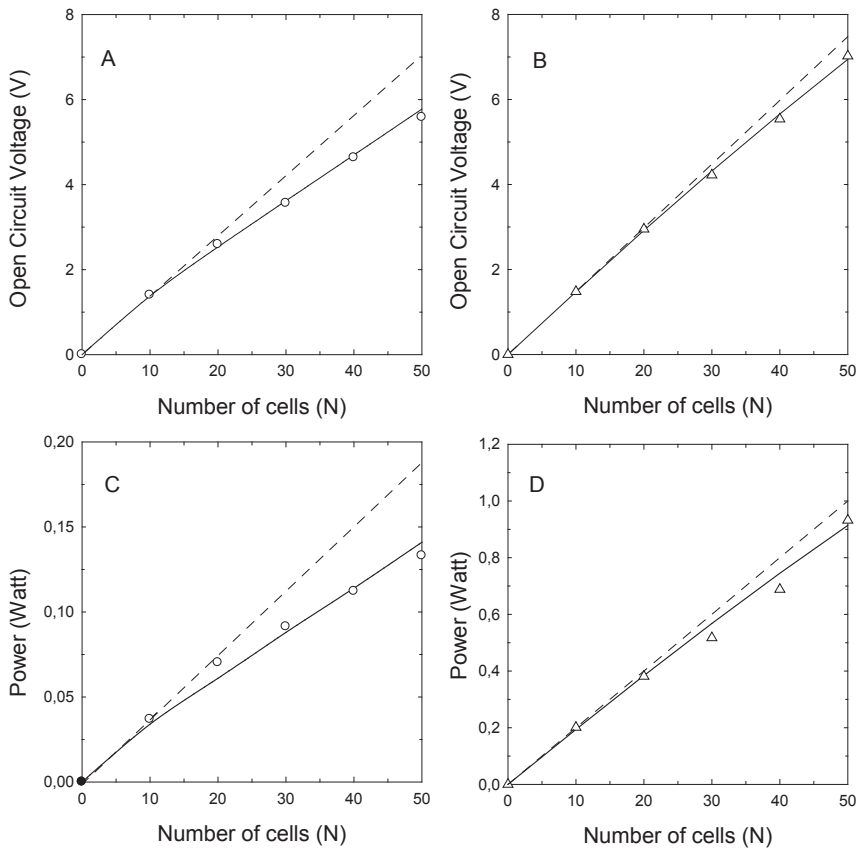 A
Open Circuit Voltage (V)
8
6
4
2
0
0 10 20 30 40 50
Number of cells (N)
B
Open Circuit Voltage (V)
8
6
4
2
0
0 10 20 30 40 50
Number of cells (N)
C
Power (Watt)
0,20
0,15
0,10
0,05
0,00
0 10 20 30 40 50
Number of cells (N)
D
Power (Watt)
1,2
1,0
0,8
0,6
0,4
0,2
0,0
0 10 20 30 40 50
Number of cells (N)